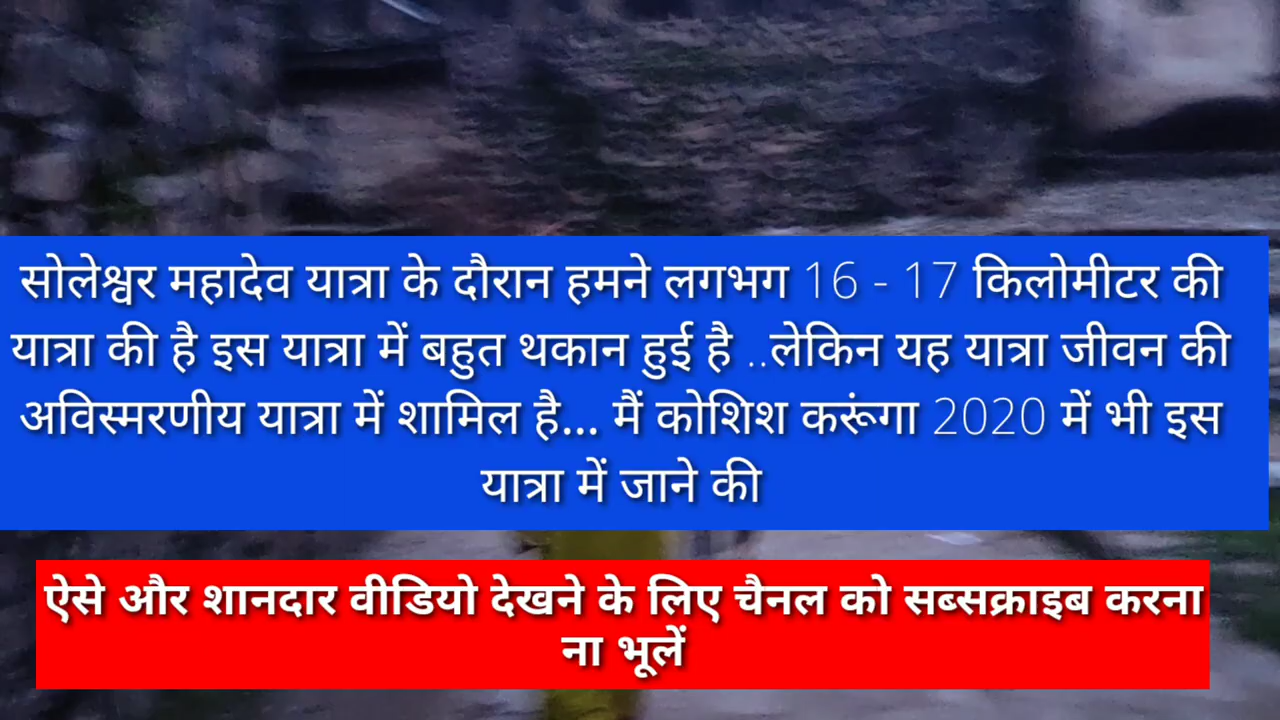 सोलेश्वर महादेव यात्रा के दौरान हमने लगभग 16 - 17 किलोमीटर की
यात्रा की है इस यात्रा में बहुत थकान हुई है ..लेकिन यह यात्रा जीवन की
अविस्मरणीय यात्रा में शामिल है... मैं कोशिश करूंगा 2020 में भी इस
यात्रा में जाने की
ऐसे और शानदार वीडियो देखने के लिए चैनल को सब्सक्राइब करना
ना भूलें